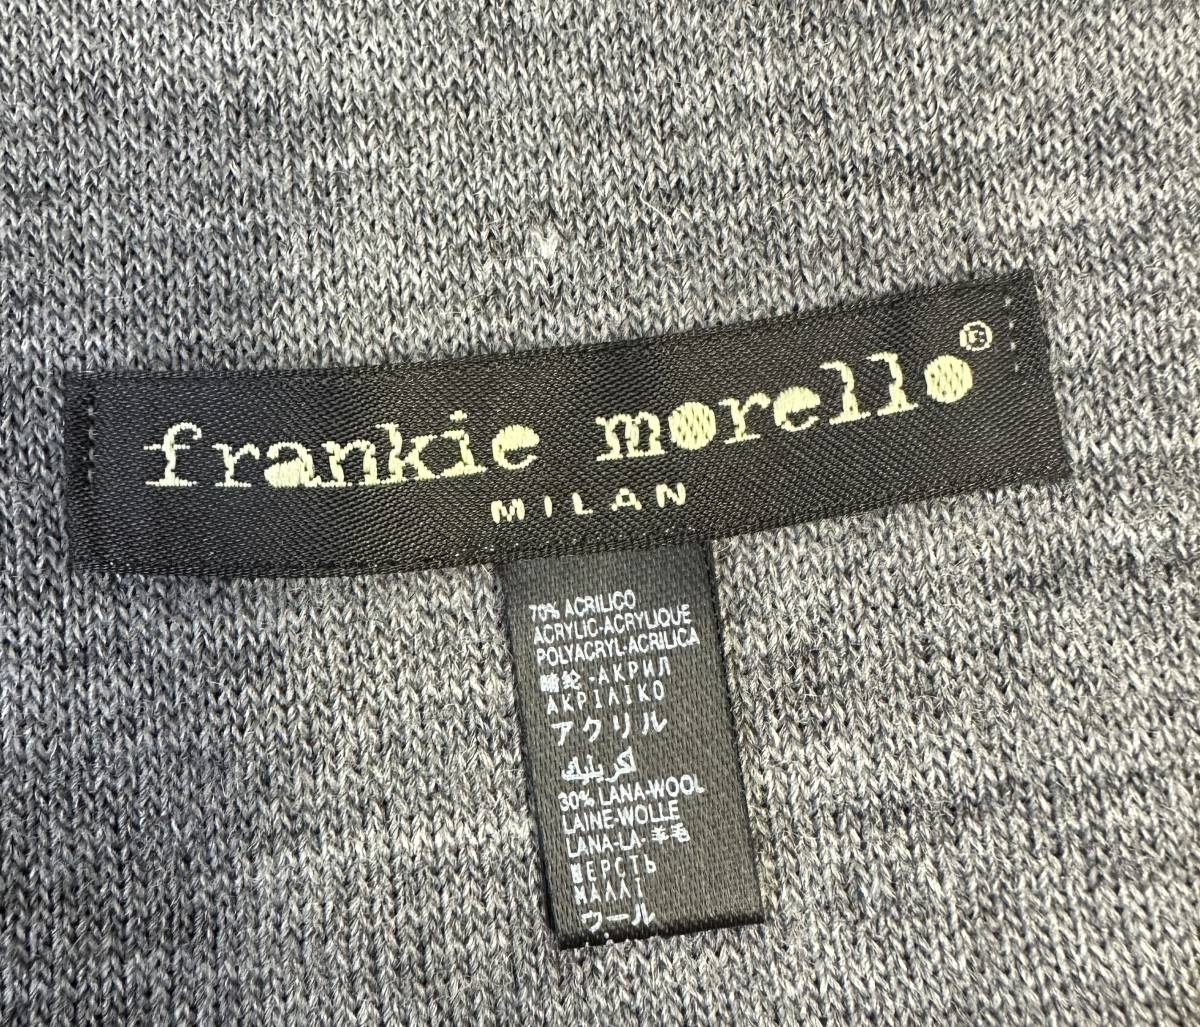 frankie morello®
MILAN
70% ACRILICO
ACRYLIC-ACRYLIQUE
POLYACRYL-ACRILICA
腈纶-АКРИЛ
ΑΚΡΙΛΙΚΟ
アクリル
اكريليك
30% LANA-WOOL
LAINE-WOLLE
LANA-LA-羊毛
ШЕРСТЬ
ΜΑΛΛΙ
ウール